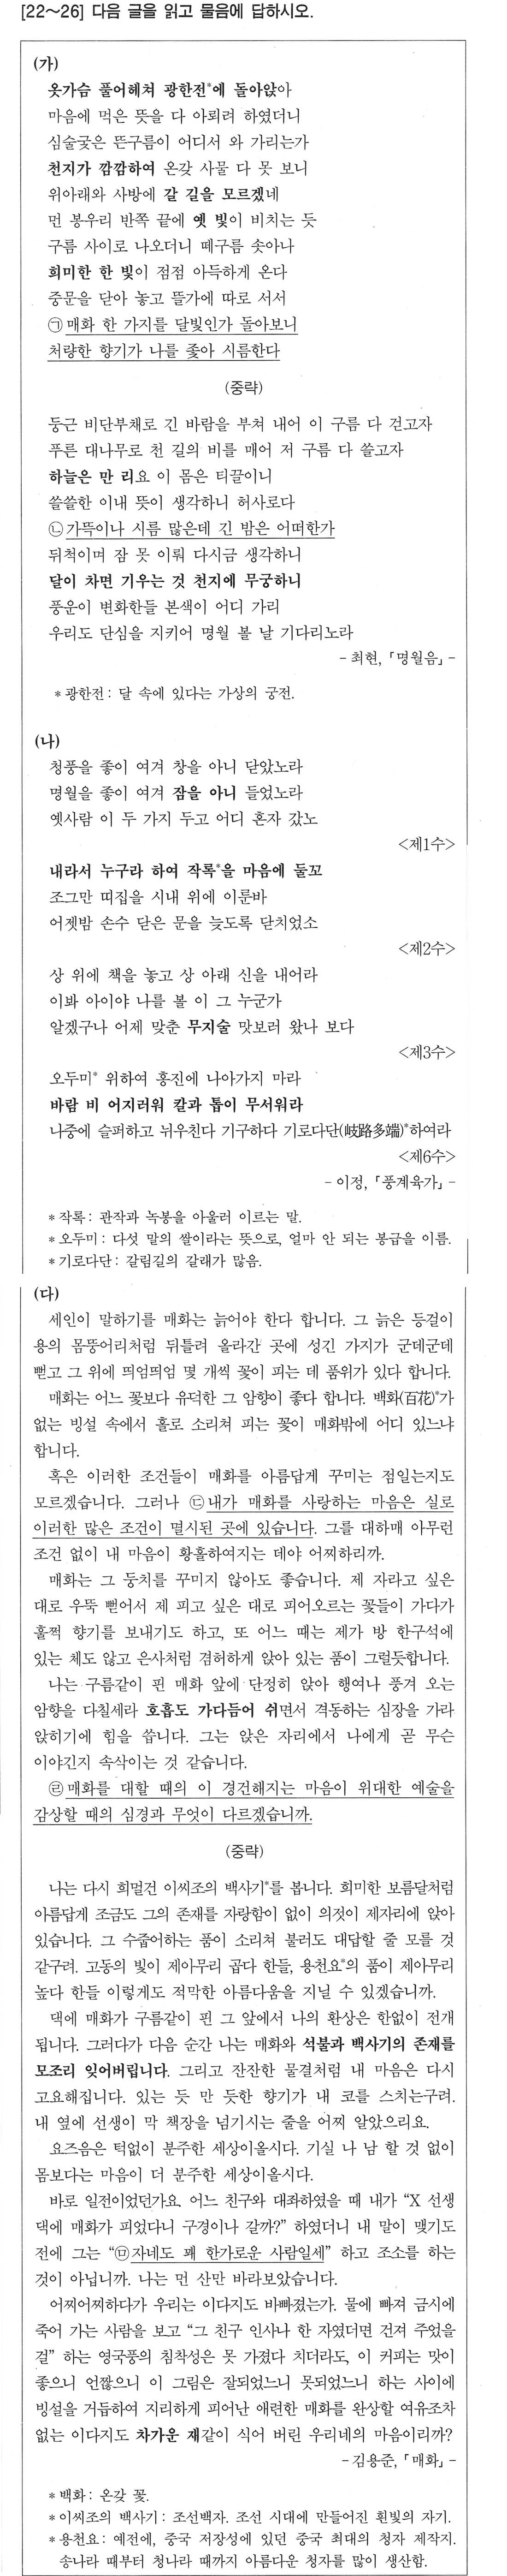 [22～26] 다음 글을 읽고 물음에 답하시오.
(가)
옷가슴 풀어헤쳐 광한전*에 돌아앉아
마음에 먹은 뜻을 다 아뢰려 하였더니
심술궂은 뜬구름이 어디서 와 가리는가
천지가 깜깜하여 온갖 사물 다 못 보니
위아래와 사방에 갈 길을 모르겠네
먼 봉우리 반쪽 끝에 옛 빛이 비치는 듯
구름 사이로 나오더니 떼구름 솟아나
희미한 한 빛이 점점 아득하게 온다
중문을 닫아 놓고 뜰가에 따로 서서
㉠매화 한 가지를 달빛인가 돌아보니
처량한 향기가 나를 좇아 시름한다
(중략)
둥근 비단부채로 긴 바람을 부쳐 내어 이 구름 다 걷고자
푸른 대나무로 천 길의 비를 매어 저 구름 다 쓸고자
하늘은 만 리요 이 몸은 티끌이니
쓸쓸한 이내 뜻이 생각하니 허사로다
㉡가뜩이나 시름 많은데 긴 밤은 어떠한가
뒤척이며 잠 못 이뤄 다시금 생각하니
달이 차면 기우는 것 천지에 무궁하니
풍운이 변화한들 본색이 어디 가리
우리도 단심을 지키어 명월 볼 날 기다리노라
- 최현, 「명월음」 -
* 광한전 : 달 속에 있다는 가상의 궁전.
(나)
청풍을 좋이 여겨 창을 아니 닫았노라
명월을 좋이 여겨 잠을 아니 들었노라
옛사람 이 두 가지 두고 어디 혼자 갔노
<제1수>
내라서 누구라 하여 작록*을 마음에 둘꼬
조그만 띠집을 시내 위에 이룬바
어젯밤 손수 닫은 문을 늦도록 닫치었소
<제2수>
상 위에 책을 놓고 상 아래 신을 내어라
이봐 아이야 나를 볼 이 그 누군가
알겠구나 어제 맞춘 무지술 맛보러 왔나 보다
<제3수>
오두미* 위하여 홍진에 나아가지 마라
바람 비 어지러워 칼과 톱이 무서워라
나중에 슬퍼하고 뉘우친다 기구하다 기로다단(岐路多端)*하여라
<제6수>
- 이정, 「풍계육가」 -
* 작록 : 관작과 녹봉을 아울러 이르는 말.
* 오두미 : 다섯 말의 쌀이라는 뜻으로, 얼마 안 되는 봉급을 이름.
* 기로다단 : 갈림길의 갈래가 많음.
(다)
세인이 말하기를 매화는 늙어야 한다 합니다. 그 늙은 등걸이
용의 몸뚱어리처럼 뒤틀려 올라간 곳에 성긴 가지가 군데군데
뻗고 그 위에 띄엄띄엄 몇 개씩 꽃이 피는 데 품위가 있다 합니다.
매화는 어느 꽃보다 유덕한 그 암향이 좋다 합니다. 백화(百花)*가
없는 빙설 속에서 홀로 소리쳐 피는 꽃이 매화밖에 어디 있느냐
합니다.
혹은 이러한 조건들이 매화를 아름답게 꾸미는 점일는지도
모르겠습니다. 그러나 ㉢내가 매화를 사랑하는 마음은 실로
이러한 많은 조건이 멸시된 곳에 있습니다. 그를 대하매 아무런
조건 없이 내 마음이 황홀하여지는 데야 어찌하리까.
매화는 그 둥치를 꾸미지 않아도 좋습니다. 제 자라고 싶은
대로 우뚝 뻗어서 제 피고 싶은 대로 피어오르는 꽃들이 가다가
훌쩍 향기를 보내기도 하고, 또 어느 때는 제가 방 한구석에
있는 체도 않고 은사처럼 겸허하게 앉아 있는 품이 그럴듯합니다.
나는 구름같이 핀 매화 앞에 단정히 앉아 행여나 풍겨 오는
암향을 다칠세라 호흡도 가다듬어 쉬면서 격동하는 심장을 가라
앉히기에 힘을 씁니다. 그는 앉은 자리에서 나에게 곧 무슨
이야긴지 속삭이는 것 같습니다.
㉣매화를 대할 때의 이 경건해지는 마음이 위대한 예술을
감상할 때의 심경과 무엇이 다르겠습니까.
(중략)
나는 다시 희멀건 이씨조의 백사기*를 봅니다. 희미한 보름달처럼
아름답게 조금도 그의 존재를 자랑함이 없이 의젓이 제자리에 앉아
있습니다. 그 수줍어하는 품이 소리쳐 불러도 대답할 줄 모를 것
같구려. 고동의 빛이 제아무리 곱다 한들, 용천요*의 품이 제아무리
높다 한들 이렇게도 적막한 아름다움을 지닐 수 있겠습니까.
댁에 매화가 구름같이 핀 그 앞에서 나의 환상은 한없이 전개
됩니다. 그러다가 다음 순간 나는 매화와 석불과 백사기의 존재를
모조리 잊어버립니다. 그리고 잔잔한 물결처럼 내 마음은 다시
고요해집니다. 있는 듯 만 듯한 향기가 내 코를 스치는구려.
내 옆에 선생이 막 책장을 넘기시는 줄을 어찌 알았으리요.
요즈음은 턱없이 분주한 세상이올시다. 기실 나 남 할 것 없이
몸보다는 마음이 더 분주한 세상이올시다.
바로 일전이었던가요. 어느 친구와 대좌하였을 때 내가 “X 선생
댁에 매화가 피었다니 구경이나 갈까?” 하였더니 내 말이 맺기도
전에 그는 “㉤자네도 꽤 한가로운 사람일세” 하고 조소를 하는
것이 아닙니까. 나는 먼 산만 바라보았습니다.
어찌어찌하다가 우리는 이다지도 바빠졌는가. 물에 빠져 금시에
죽어 가는 사람을 보고 “그 친구 인사나 한 자였더면 건져 주었을
걸” 하는 영국풍의 침착성은 못 가졌다 치더라도, 이 커피는 맛이
좋으니 언짢으니 이 그림은 잘되었느니 못되었느니 하는 사이에
빙설을 거듭하여 지리하게 피어난 애련한 매화를 완상할 여유조차
없는 이다지도 차가운 재같이 식어 버린 우리네의 마음이리까?
- 김용준, 「매화」 -
* 백화 : 온갖 꽃.
* 이씨조의 백사기 : 조선백자. 조선 시대에 만들어진 흰빛의 자기.
* 용천요 : 예전에, 중국 저장성에 있던 중국 최대의 청자 제작지.
송나라 때부터 청나라 때까지 아름다운 청자를 많이 생산함.